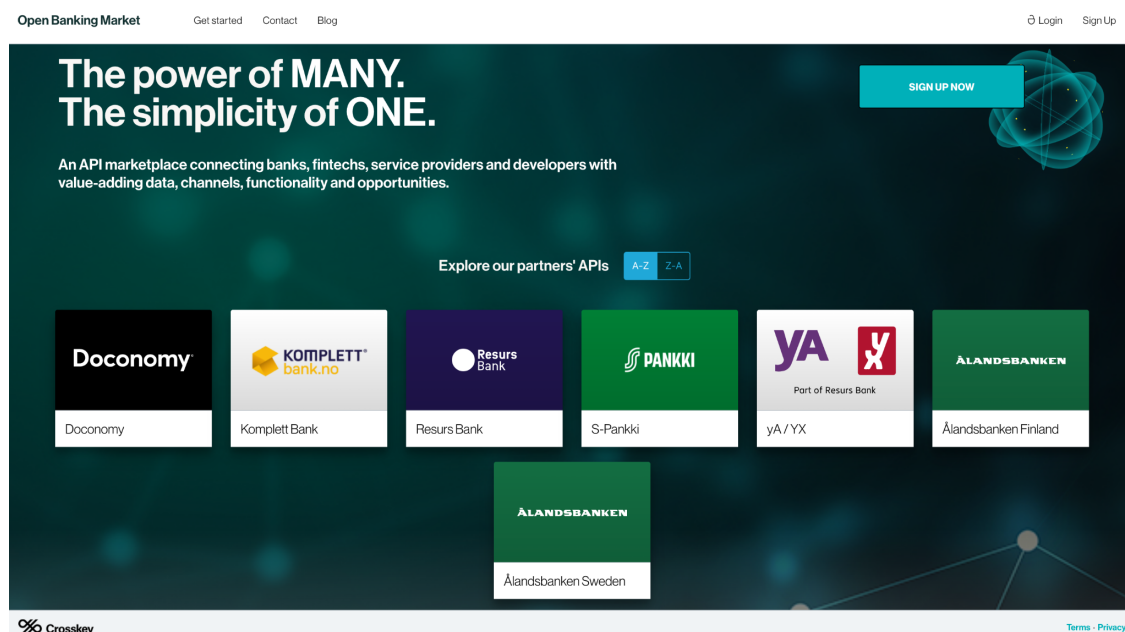 Open Banking Market Get started Contact Blog Login Sign Up
The power of MANY.
The simplicity of ONE.
SIGN UP NOW
An API marketplace connecting banks, fintechs, service providers and developers with
value-adding data, channels, functionality and opportunities.
Explore our partners' APIs A-Z Z-A
Doconomy
KOMPLETT®
bank.no
Resurs
Bank
PANKKI
yA YX
Part of Resurs Bank
ÅLANDSBANKEN
Doconomy
Komplett Bank
Resurs Bank
S-Pankki
yA / YX
Ålandsbanken Finland
ÅLANDSBANKEN
Ålandsbanken Sweden
Crosskey
Terms - Privacy